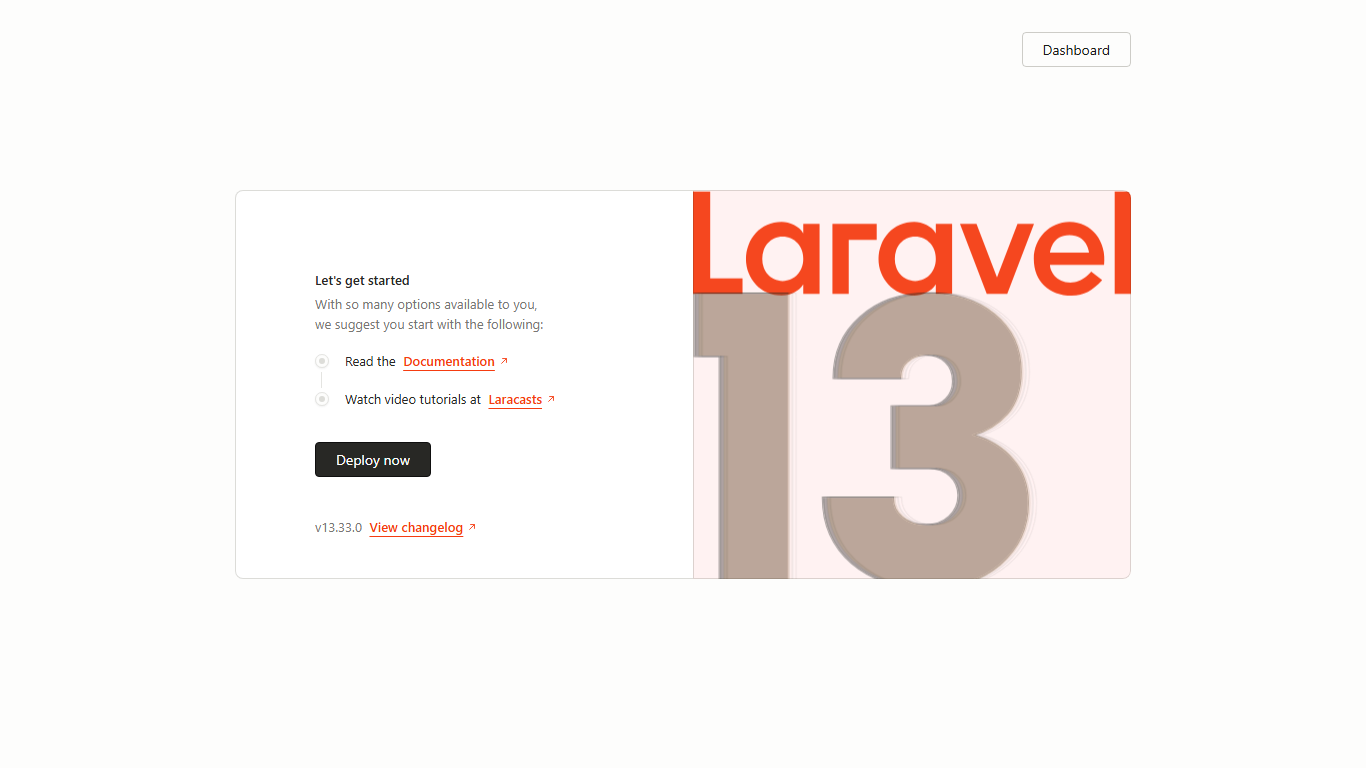 Dashboard
Let's get started
With so many options available to you,
we suggest you start with the following:
Read the Documentation
Watch video tutorials at Laracasts
Deploy now
v13.33.0 View changelog
Laravel
13